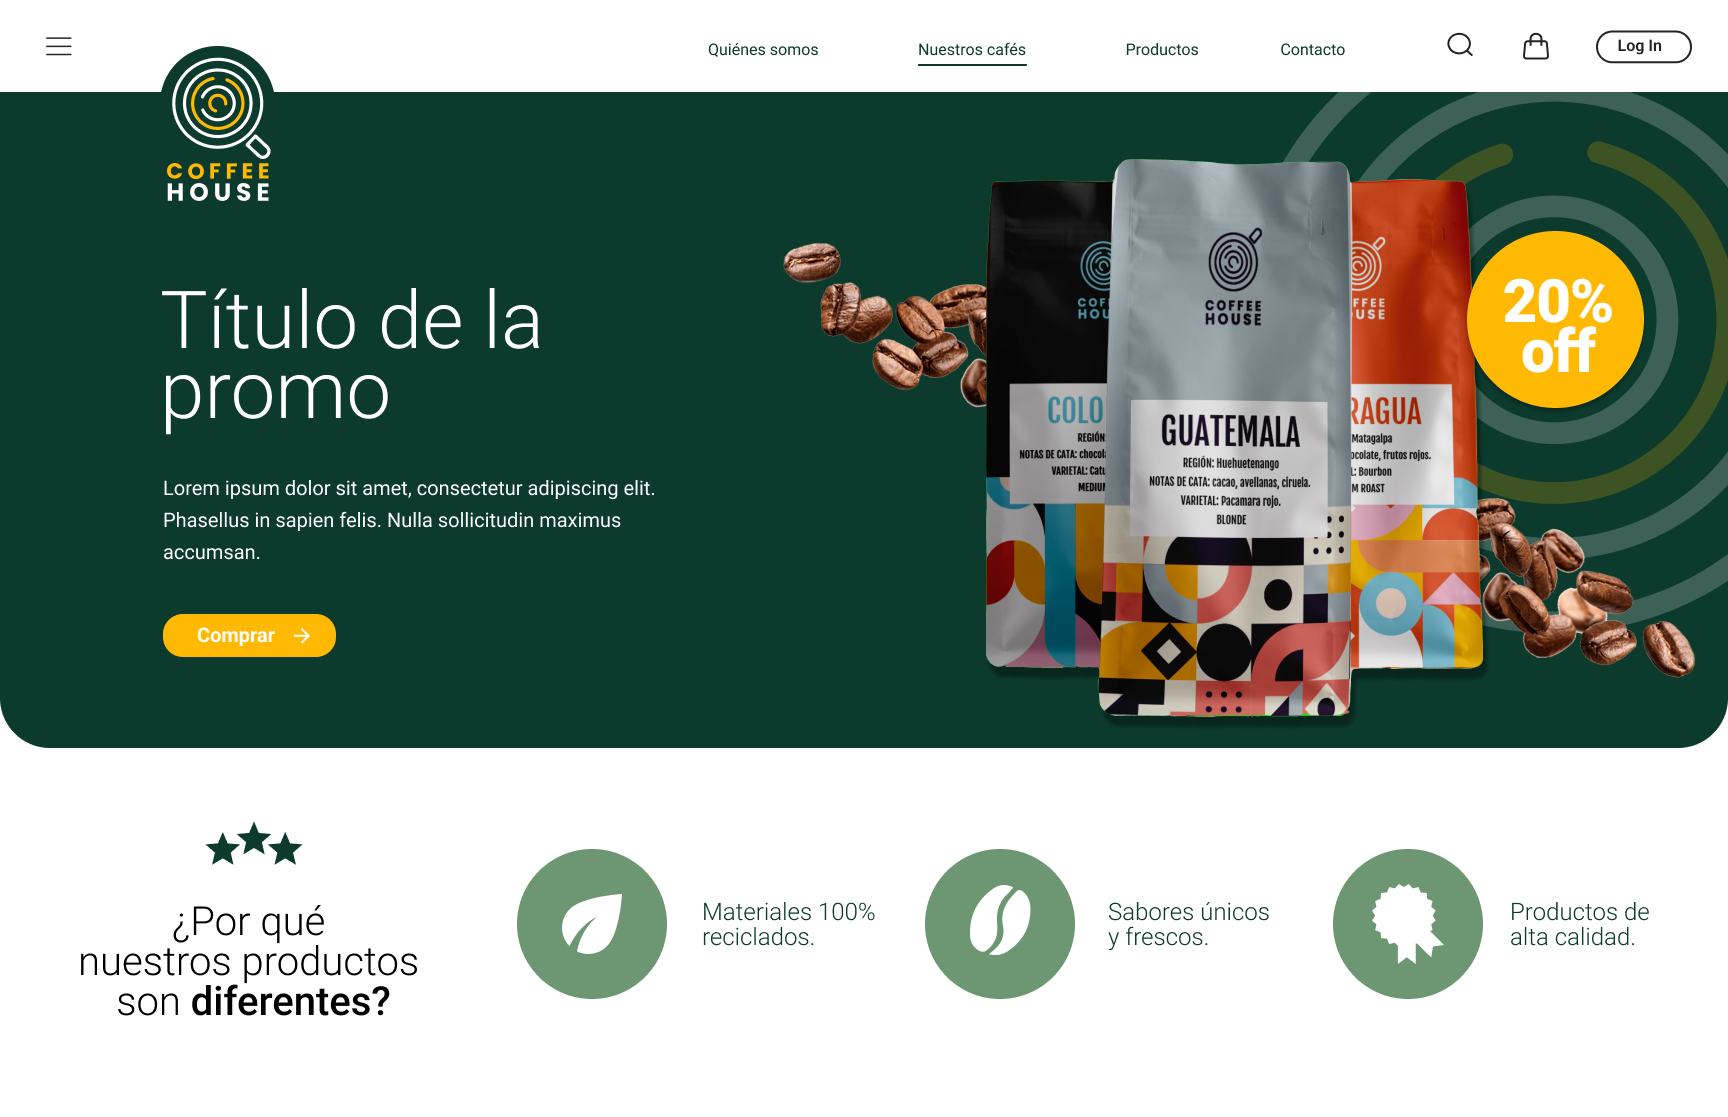 Quiénes somos
Nuestros cafés
Productos
Contacto
Log In
COFFEE
HOUSE
Título de la
promo
Lorem ipsum dolor sit amet, consectetur adipiscing elit.
Phasellus in sapien felis. Nulla sollicitudin maximus
accumsan.
Comprar
COFFEE
HOU
COLO
REGIÓN:
NOTAS DE CATA: chocola
VARIETAL: Catu
MEDIUM
COFFEE
HOUSE
GUATEMALA
REGIÓN: Huehuetenango
NOTAS DE CATA: cacao, avellanas, ciruela.
VARIETAL: Pacamara rojo.
BLONDE
FFEE
USE
RAGUA
Matagalpa
ocolate, frutos rojos.
L: Bourbon
M ROAST
20%
off
¿Por qué
nuestros productos
son diferentes?
Materiales 100%
reciclados.
Sabores únicos
y frescos.
Productos de
alta calidad.